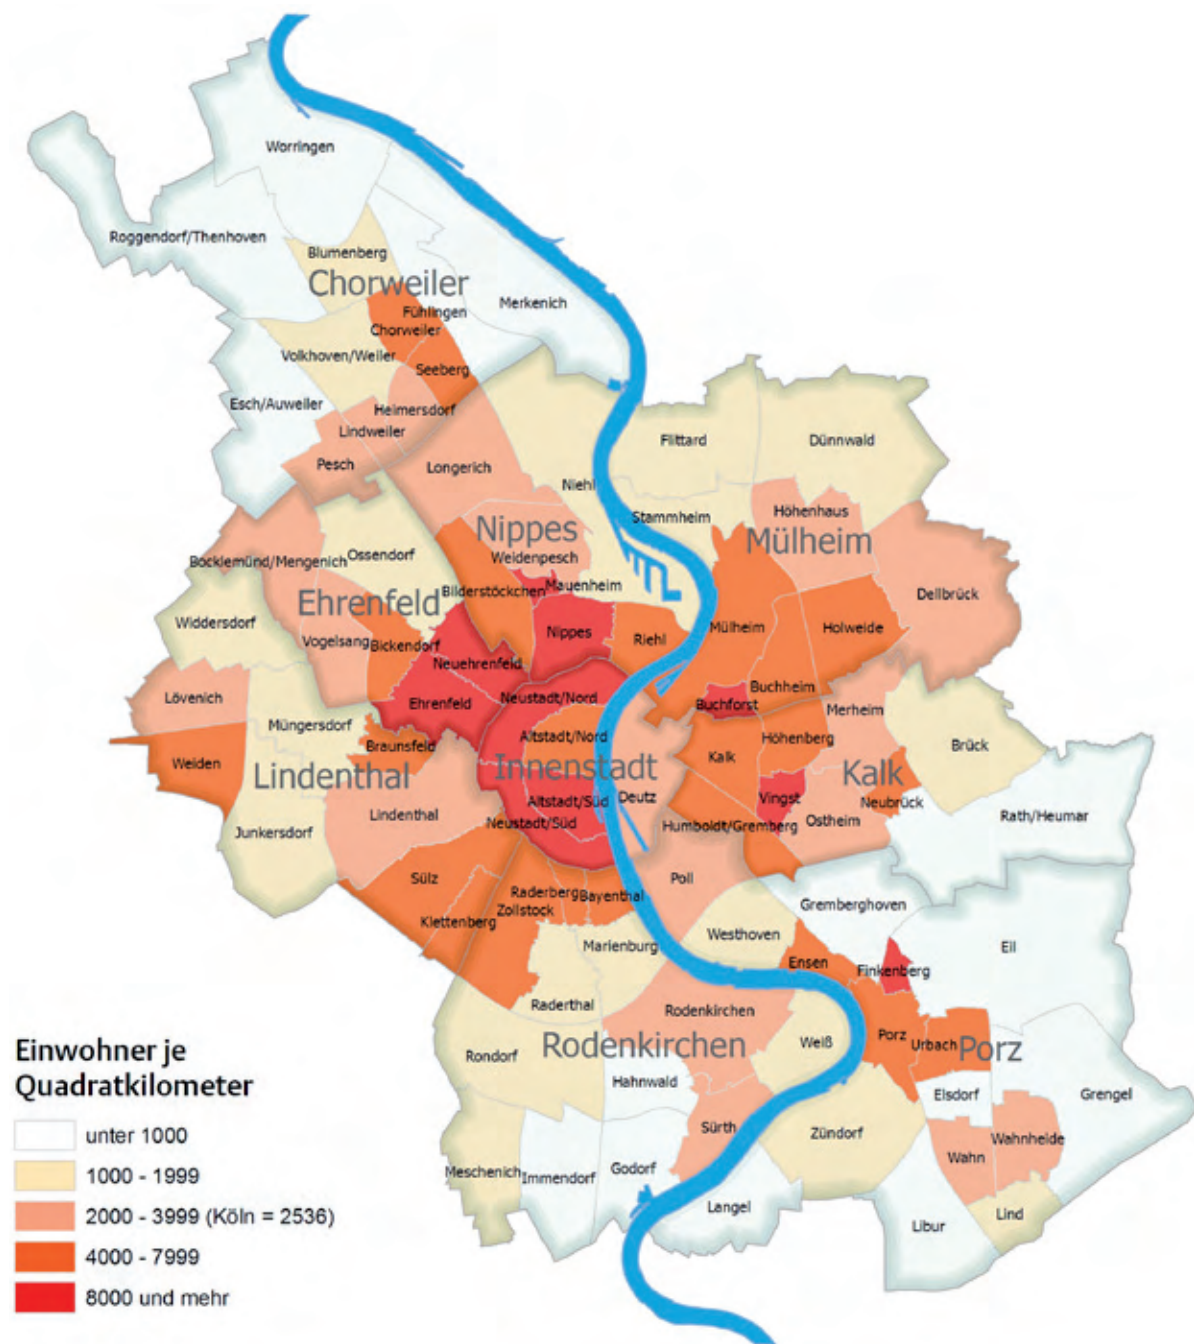 Worringen
Roggendorf/Thenhoven
Blumenberg
Chorweiler
Merkenich
Fühlingen
Chorweiler
Volkhoven/Weiler
Seeberg
Esch/Auweiler
Heimersdorf
Lindweiler
Flittard
Dünnwald
Pesch
Longerich
Niehl
Höhenhaus
Stammheim
Nippes
Mülheim
Ossendorf
Weidenpesch
Bocklemünd/Mengenich
Mauenheim
Bilderstöckchen
Dellbrück
Ehrenfeld
Widdersdorf
Nippes
Riehl
Mülheim
Holweide
Vogelsang
Bickendorf
Neuehrenfeld
Buchheim
Lövenich
Neustadt/Nord
Ehrenfeld
Buchforst
Merheim
Müngersdorf
Altstadt/Nord
Höhenberg
Braunsfeld
Brück
Weiden
Kalk
Lindenthal
Innenstadt
Kalk
Deutz
Vingst
Altstadt/Süd
Neubrück
Lindenthal
Rath/Heumar
Neustadt/Süd
Ostheim
Humboldt/Gremberg
Junkersdorf
Sülz
Poll
Raderberg
Bayenthal
Gremberghoven
Zollstock
Klettenberg
Westhoven
Marienburg
Eil
Ensen
Finkenberg
Raderthal
Rodenkirchen
Porz
Urbach
Weiß
Rodenkirchen
Porz
Rondorf
Hahnwald
Elsdorf
Grengel
Sürth
Zündorf
Wahnheide
Wahn
Meschenich
Immendorf
Godorf
Langel
Lind
Libur
Einwohner je
Quadratkilometer
unter 1000
1000 - 1999
2000 - 3999 (Köln = 2536)
4000 - 7999
8000 und mehr